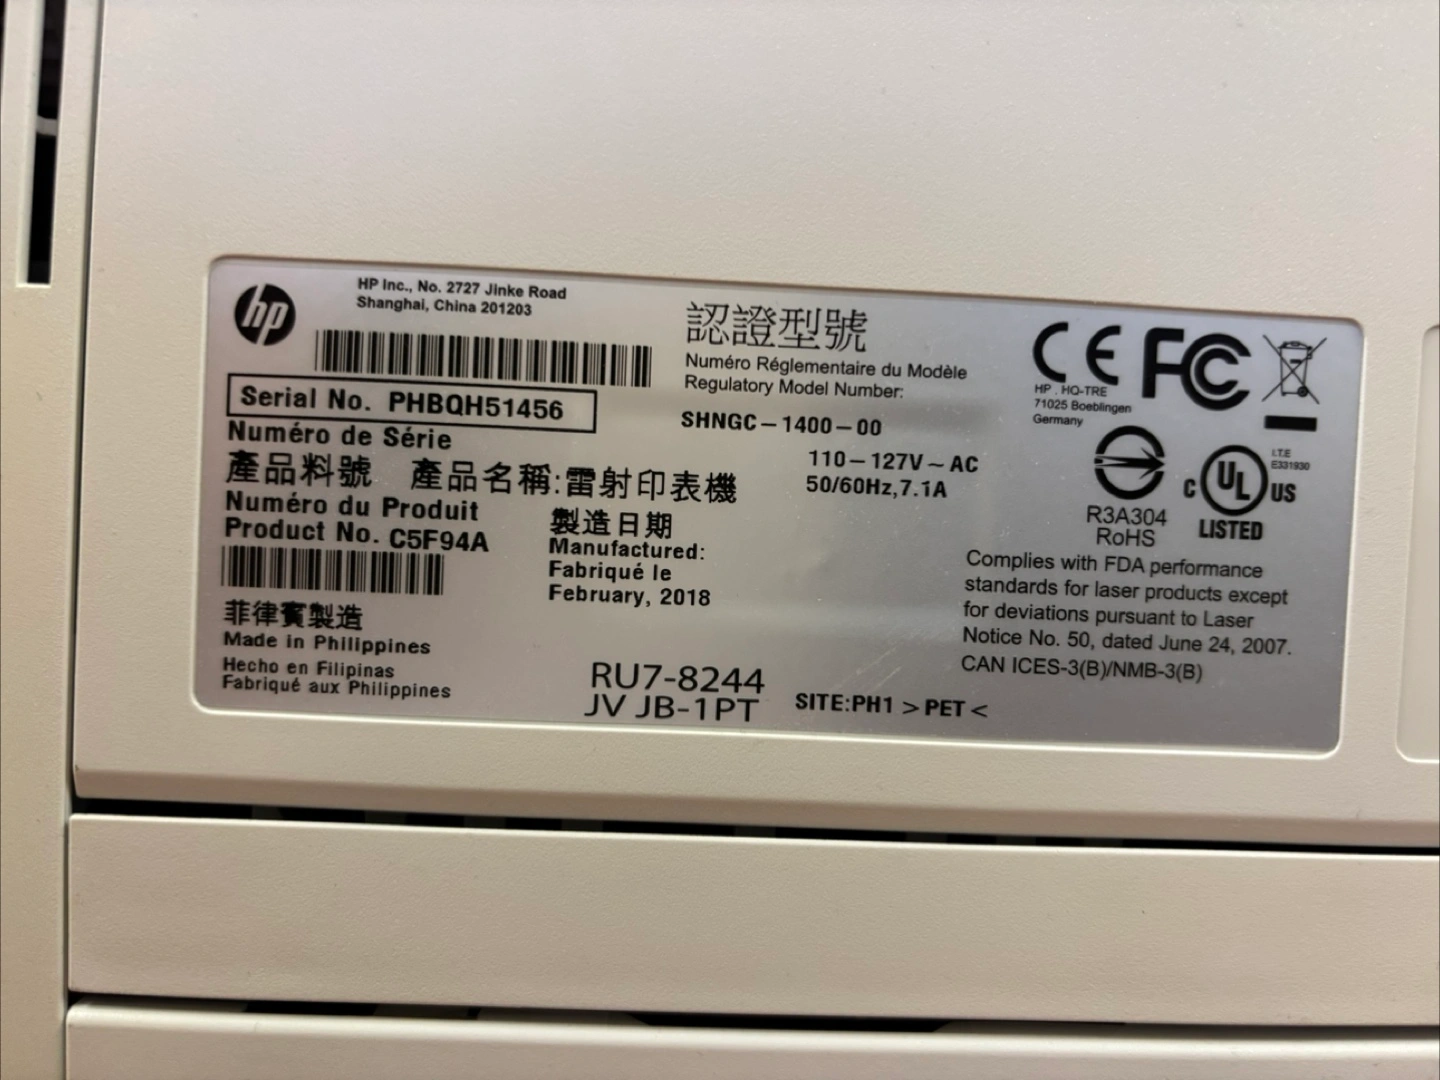 hp
HP Inc., No. 2727 Jinke Road
Shanghai, China 201203
Serial No. PHBQH51456
Numéro de Série
產品料號 產品名稱:雷射印表機
Numéro du Produit
Product No. C5F94A
製造日期
Manufactured:
Fabriqué le
February, 2018
菲律賓製造
Made in Philippines
Hecho en Filipinas
Fabriqué aux Philippines
RU7-8244
JV JB-1PT
SITE:PH1 >PET<
認證型號
Numéro Réglementaire du Modèle
Regulatory Model Number:
SHNGC-1400-00
110-127V~AC
50/60Hz,7.1A
CE FC
HP . HQ-TRE
71025 Boeblingen
Germany
R3A304
RoHS
C UL US
LISTED
I.T.E
E331930
Complies with FDA performance
standards for laser products except
for deviations pursuant to Laser
Notice No. 50, dated June 24, 2007.
CAN ICES-3(B)/NMB-3(B)